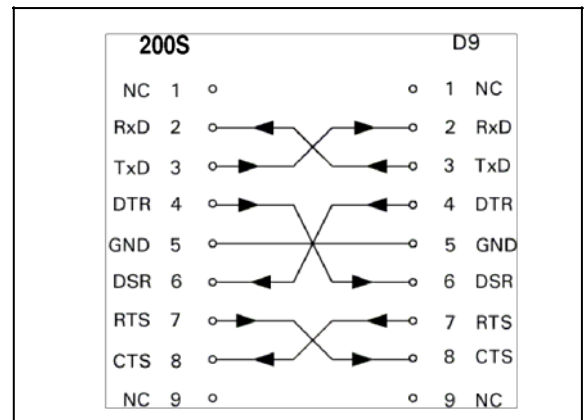 200S D9
NC 1 1 NC
RxD 2 2 RxD
TxD 3 3 TxD
DTR 4 4 DTR
GND 5 5 GND
DSR 6 6 DSR
RTS 7 7 RTS
CTS 8 8 CTS
NC 9 9 NC